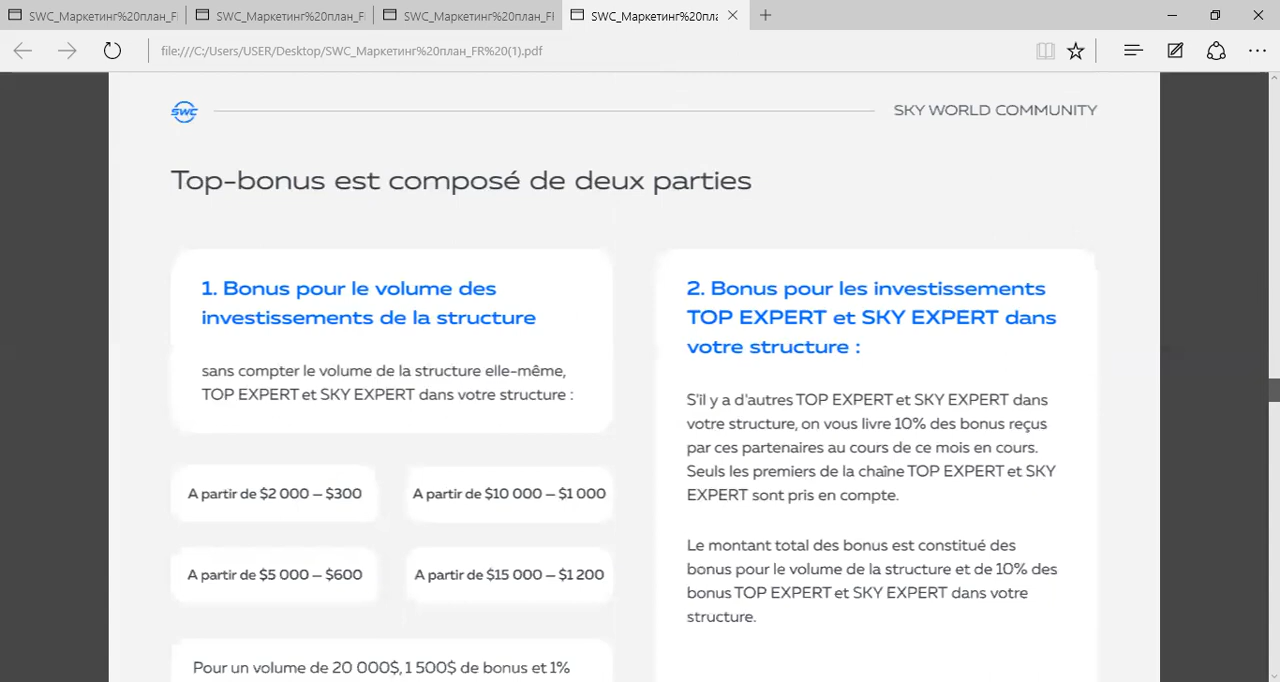 SWC_Маркетинг%20план_FI
SWC_Маркетинг%20план_FI
SWC_Маркетинг%20план_FI
SWC_Маркетинг%20пла
file:///C:/Users/USER/Desktop/SWC_Маркетинг%20план_FR%20(1).pdf
SWC
SKY WORLD COMMUNITY
Top-bonus est composé de deux parties
1. Bonus pour le volume des
investissements de la structure
sans compter le volume de la structure elle-même,
TOP EXPERT et SKY EXPERT dans votre structure :
A partir de $2 000 – $300
A partir de $10 000 – $1 000
A partir de $5 000 – $600
A partir de $15 000 – $1 200
Pour un volume de 20 000$, 1 500$ de bonus et 1%
2. Bonus pour les investissements
TOP EXPERT et SKY EXPERT dans
votre structure :
S'il y a d'autres TOP EXPERT et SKY EXPERT dans
votre structure, on vous livre 10% des bonus reçus
par ces partenaires au cours de ce mois en cours.
Seuls les premiers de la chaîne TOP EXPERT et SKY
EXPERT sont pris en compte.
Le montant total des bonus est constitué des
bonus pour le volume de la structure et de 10% des
bonus TOP EXPERT et SKY EXPERT dans votre
structure.